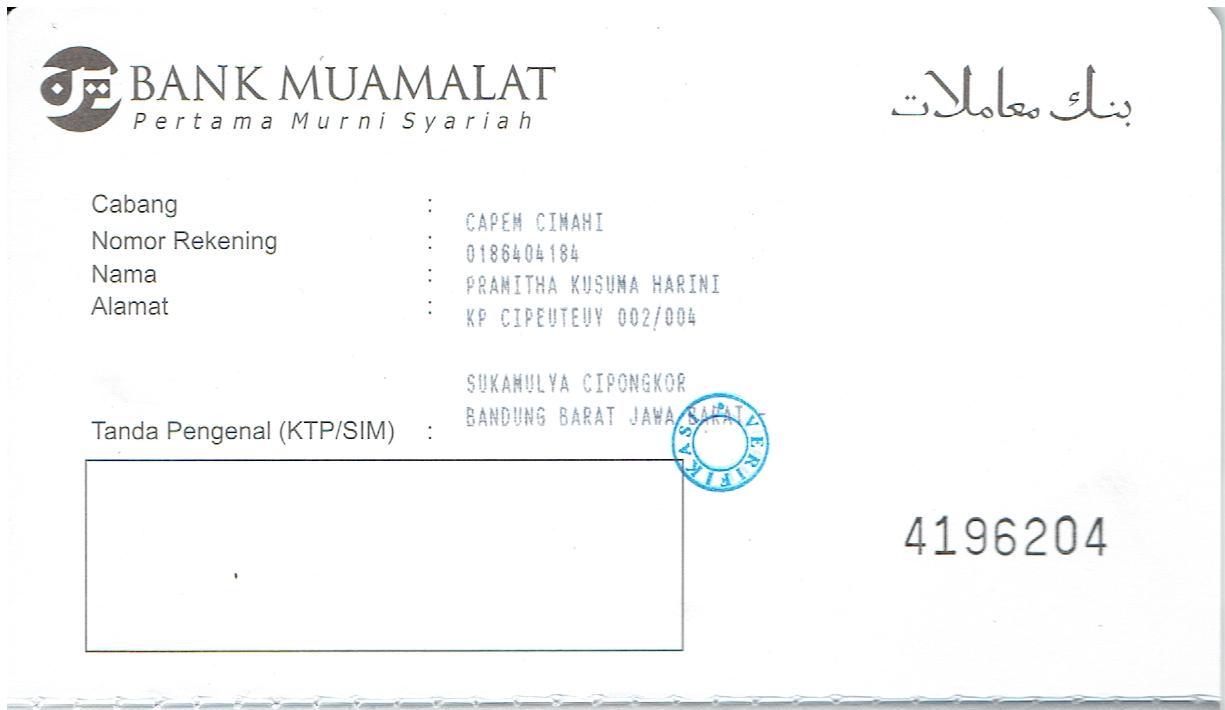 BANK MUAMALAT
Pertama Murni Syariah
بنك معاملات
Cabang : CAPEM CIMAHI
Nomor Rekening : 0186404184
Nama : PRAMITHA KUSUMA HARINI
Alamat : KP CIPEUTEUY 002/004
SUKAMULYA CIPONGKOR
BANDUNG BARAT JAWA BARAT -
Tanda Pengenal (KTP/SIM) :
VERIFIKASI
4196204